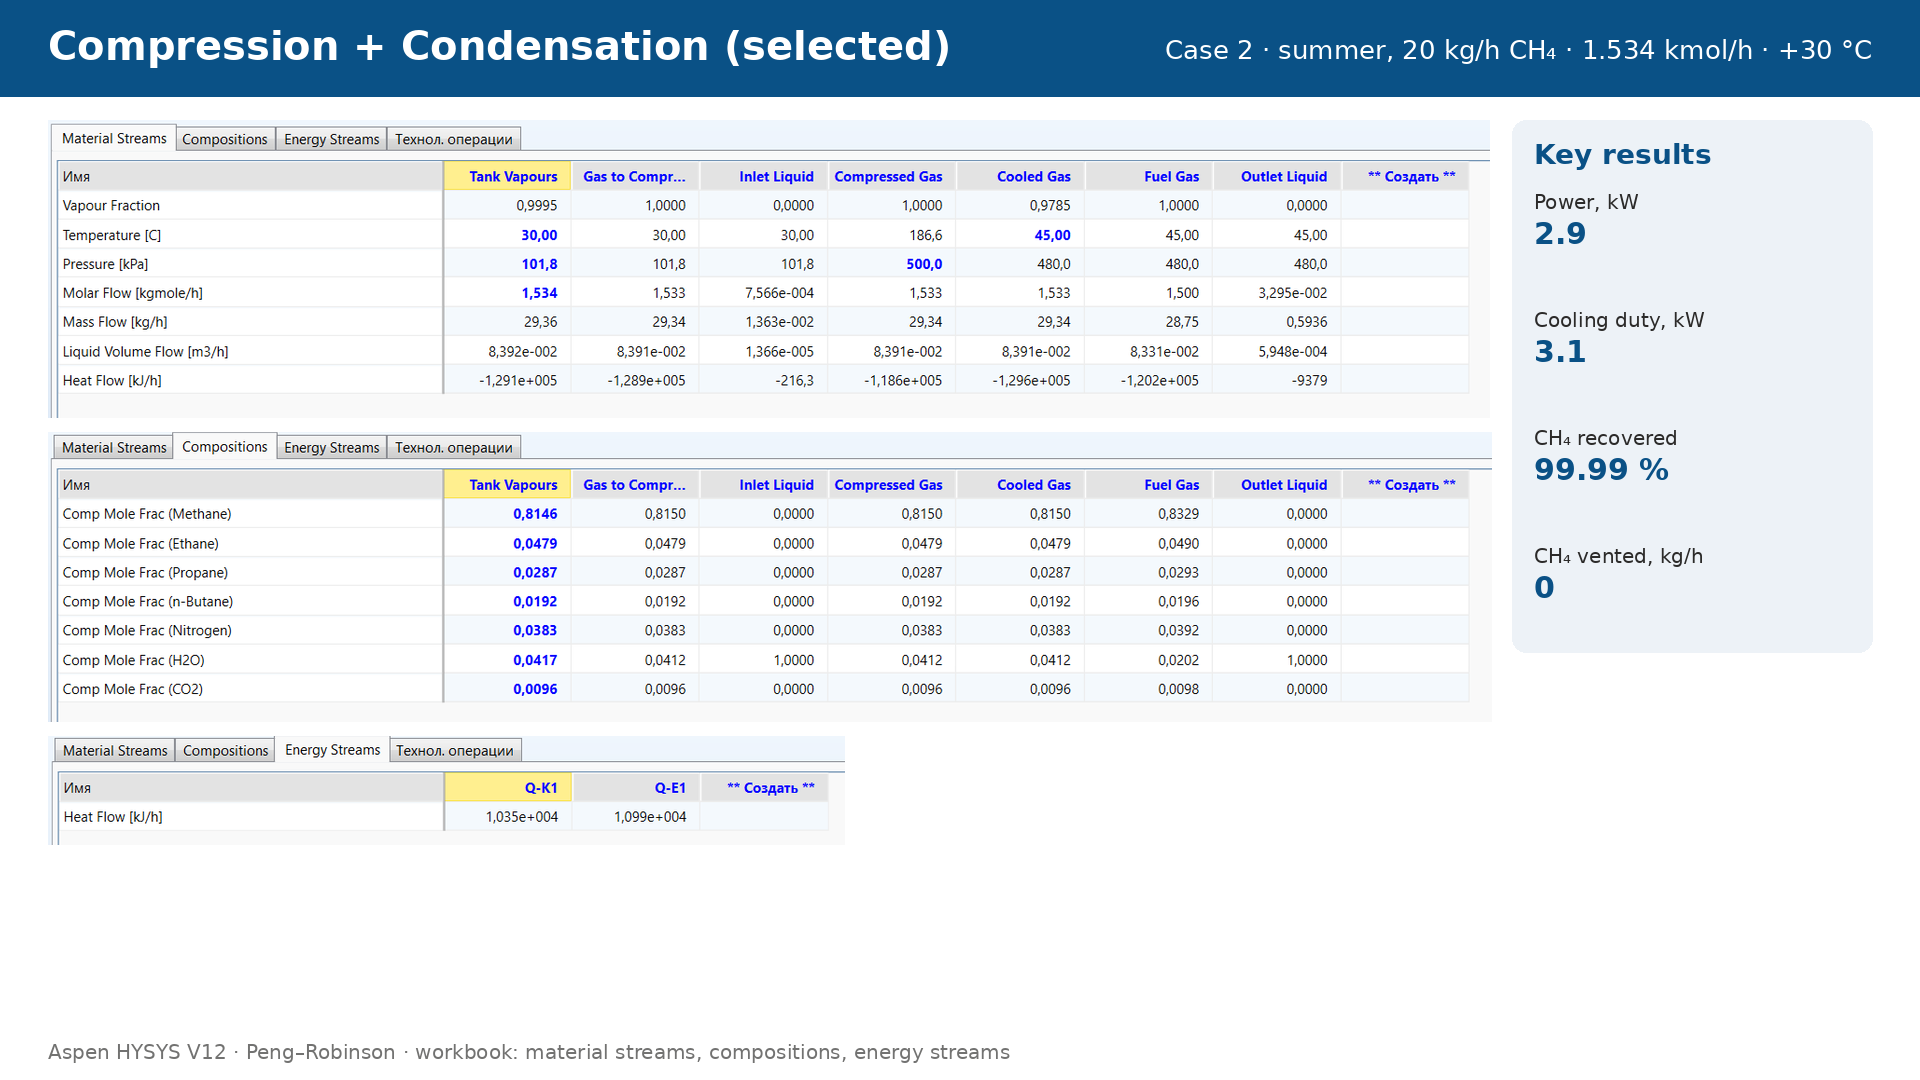 Compression + Condensation (selected)
Case 2 · summer, 20 kg/h CH₄ · 1.534 kmol/h · +30 °C
Material Streams Compositions Energy Streams Технол. операции
Имя Tank Vapours Gas to Compr... Inlet Liquid Compressed Gas Cooled Gas Fuel Gas Outlet Liquid ** Создать **
Vapour Fraction 0,9995 1,0000 0,0000 1,0000 0,9785 1,0000 0,0000
Temperature [C] 30,00 30,00 30,00 186,6 45,00 45,00 45,00
Pressure [kPa] 101,8 101,8 101,8 500,0 480,0 480,0 480,0
Molar Flow [kgmole/h] 1,534 1,533 7,566e-004 1,533 1,533 1,500 3,295e-002
Mass Flow [kg/h] 29,36 29,34 1,363e-002 29,34 29,34 28,75 0,5936
Liquid Volume Flow [m3/h] 8,392e-002 8,391e-002 1,366e-005 8,391e-002 8,391e-002 8,331e-002 5,948e-004
Heat Flow [kJ/h] -1,291e+005 -1,289e+005 -216,3 -1,186e+005 -1,296e+005 -1,202e+005 -9379
Material Streams Compositions Energy Streams Технол. операции
Имя Tank Vapours Gas to Compr... Inlet Liquid Compressed Gas Cooled Gas Fuel Gas Outlet Liquid ** Создать **
Comp Mole Frac (Methane) 0,8146 0,8150 0,0000 0,8150 0,8150 0,8329 0,0000
Comp Mole Frac (Ethane) 0,0479 0,0479 0,0000 0,0479 0,0479 0,0490 0,0000
Comp Mole Frac (Propane) 0,0287 0,0287 0,0000 0,0287 0,0287 0,0293 0,0000
Comp Mole Frac (n-Butane) 0,0192 0,0192 0,0000 0,0192 0,0192 0,0196 0,0000
Comp Mole Frac (Nitrogen) 0,0383 0,0383 0,0000 0,0383 0,0383 0,0392 0,0000
Comp Mole Frac (H2O) 0,0417 0,0412 1,0000 0,0412 0,0412 0,0202 1,0000
Comp Mole Frac (CO2) 0,0096 0,0096 0,0000 0,0096 0,0096 0,0098 0,0000
Material Streams Compositions Energy Streams Технол. операции
Имя Q-K1 Q-E1 ** Создать **
Heat Flow [kJ/h] 1,035e+004 1,099e+004
Key results
Power, kW
2.9
Cooling duty, kW
3.1
CH₄ recovered
99.99 %
CH₄ vented, kg/h
0
Aspen HYSYS V12 · Peng–Robinson · workbook: material streams, compositions, energy streams